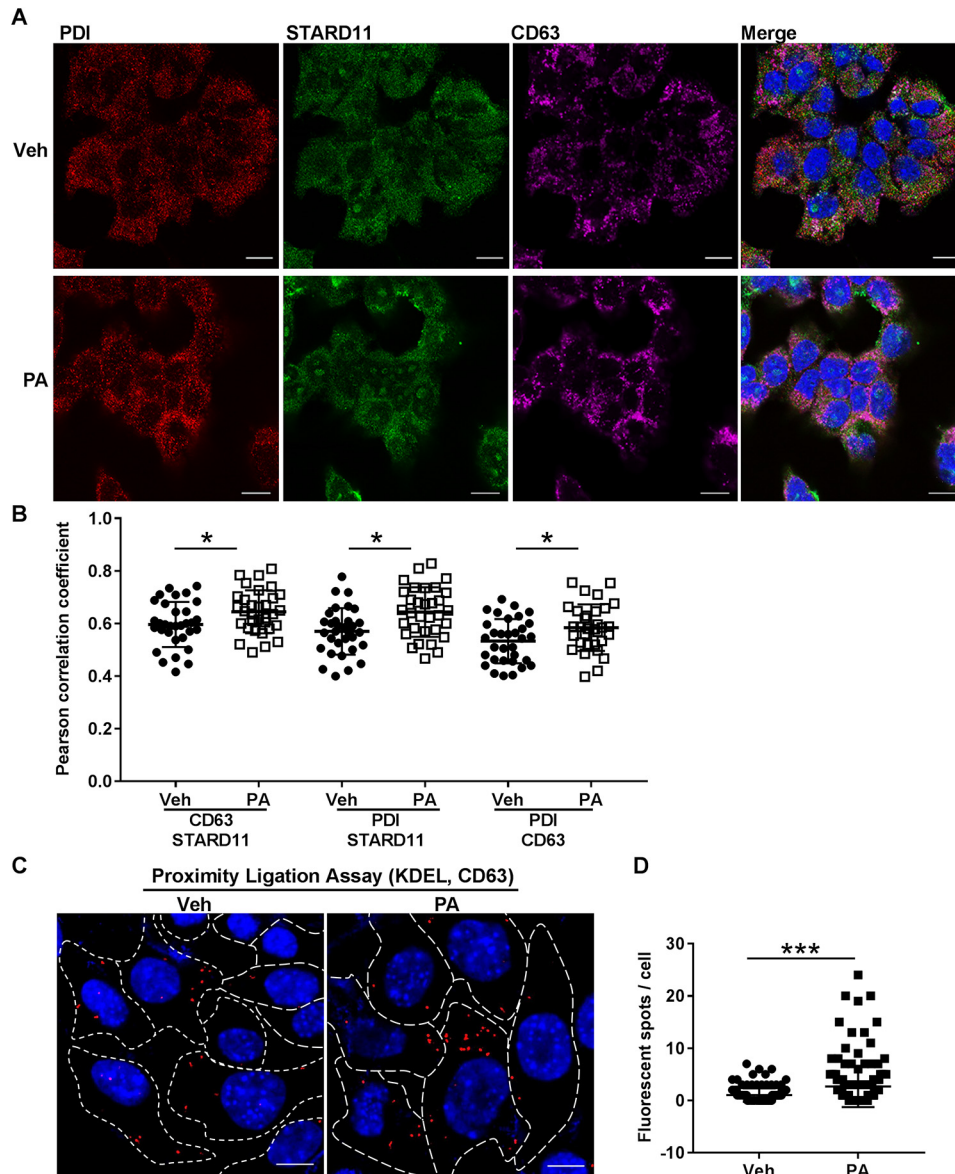 A
PDI STARD11 CD63 Merge
Veh
PA
B
Pearson correlation coefficient
1.0
0.8
0.6
0.4
0.2
0.0
* * *
Veh PA Veh PA Veh PA
CD63 PDI PDI
STARD11 STARD11 CD63
C
Proximity Ligation Assay (KDEL, CD63)
Veh PA
D
Fluorescent spots / cell
30
20
10
0
-10
***
Veh PA